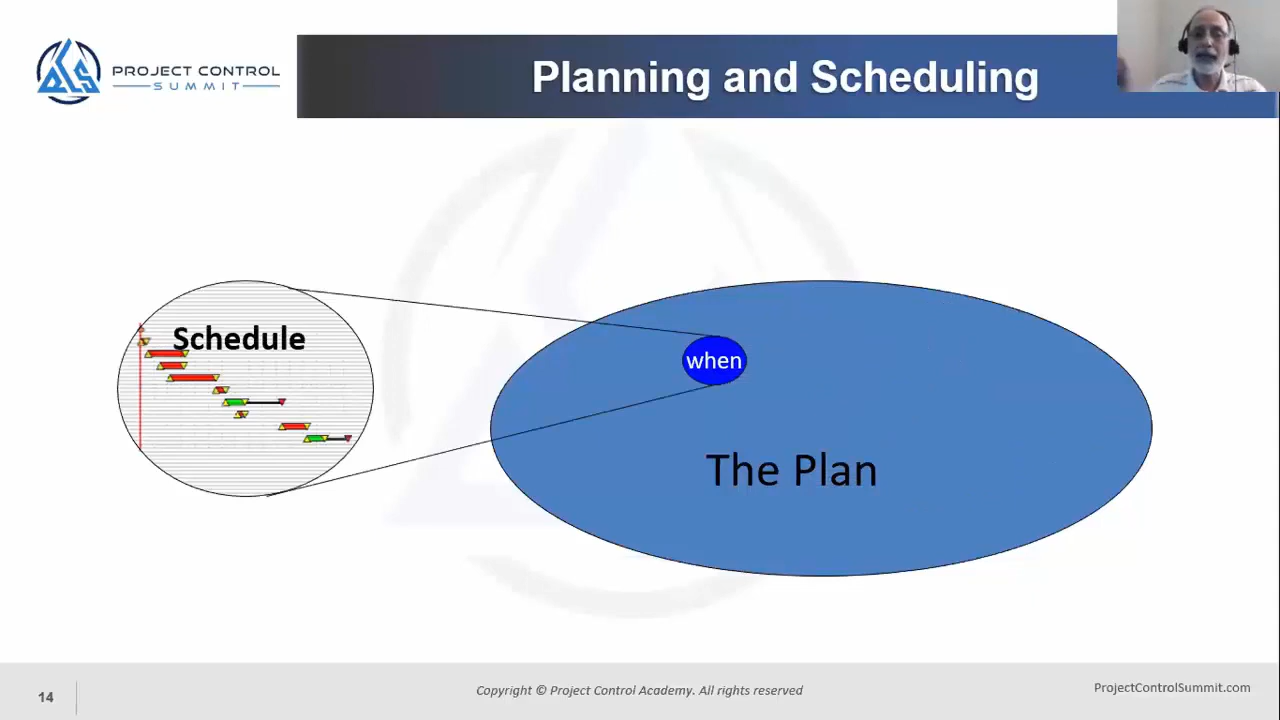 PROJECT CONTROL
SUMMIT
Planning and Scheduling
Schedule
when
The Plan
14
Copyright © Project Control Academy. All rights reserved
ProjectControlSummit.com